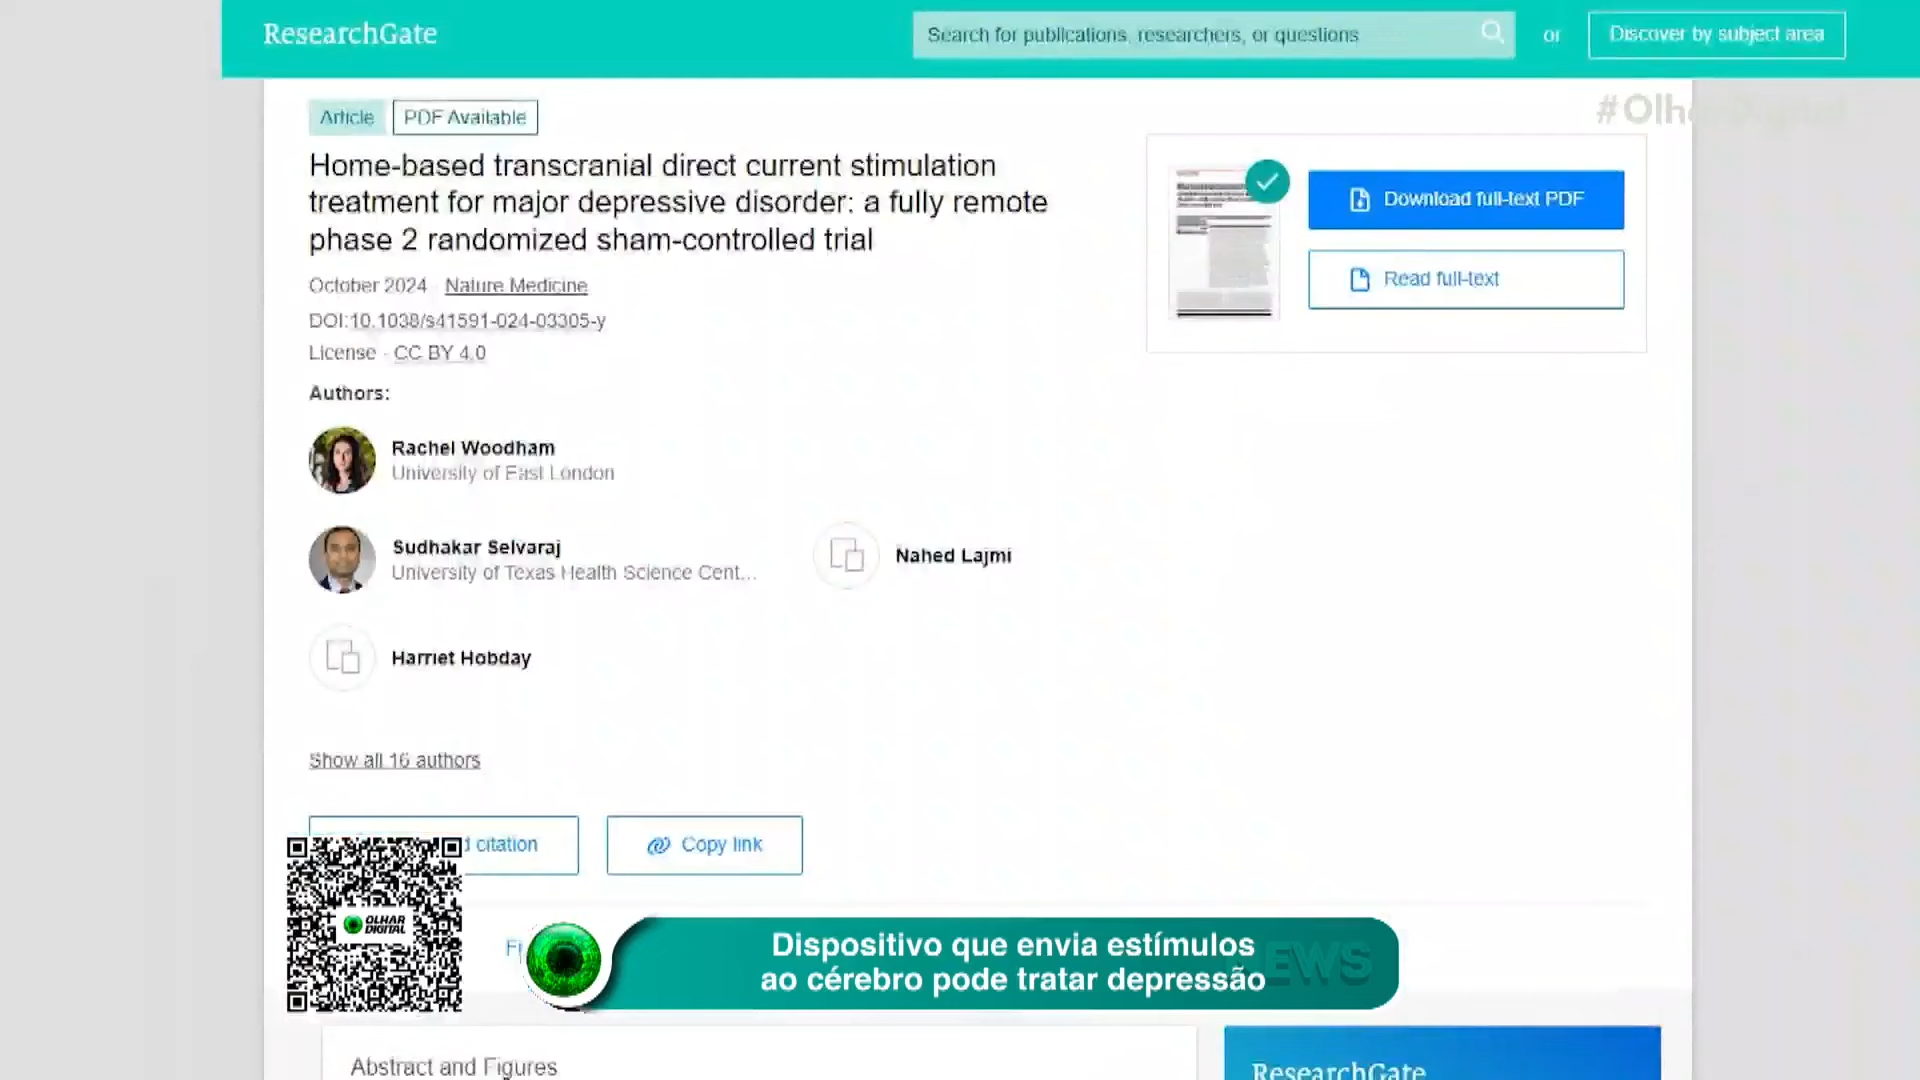 ResearchGate
Search for publications, researchers, or questions
or
Discover by subject area
#OlharDigital
Article
PDF Available
Home-based transcranial direct current stimulation
treatment for major depressive disorder: a fully remote
phase 2 randomized sham-controlled trial
October 2024 · Nature Medicine
DOI:10.1038/s41591-024-03305-y
License · CC BY 4.0
Download full-text PDF
Read full-text
Authors:
Rachel Woodham
University of East London
Sudhakar Selvaraj
University of Texas Health Science Cent...
Nahed Lajmi
Harriet Hobday
Show all 16 authors
citation
Copy link
OLHAR
DIGITAL
Dispositivo que envia estímulos
ao cérebro pode tratar depressão
EWS
Abstract and Figures
ResearchGate